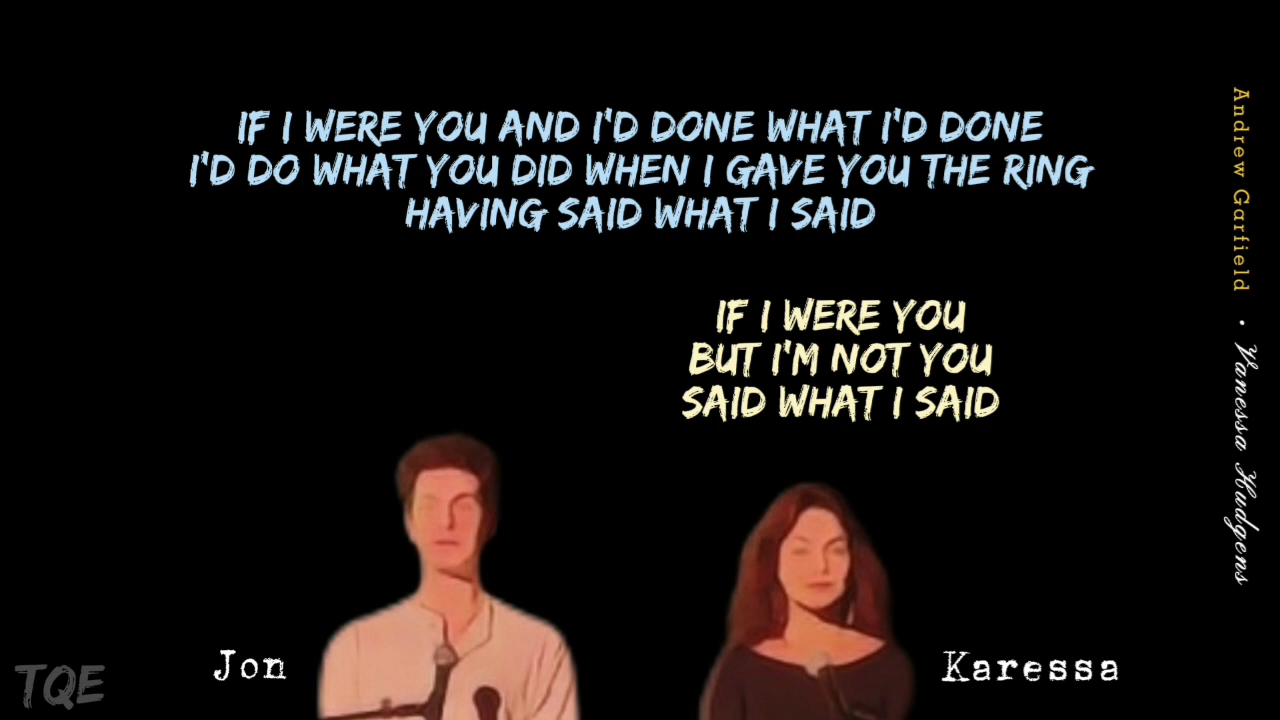 IF I WERE YOU AND I'D DONE WHAT I'D DONE
I'D DO WHAT YOU DID WHEN I GAVE YOU THE RING
HAVING SAID WHAT I SAID
IF I WERE YOU
BUT I'M NOT YOU
SAID WHAT I SAID
Jon
Karessa
TQE
Andrew Garfield • Vanessa Hudgens